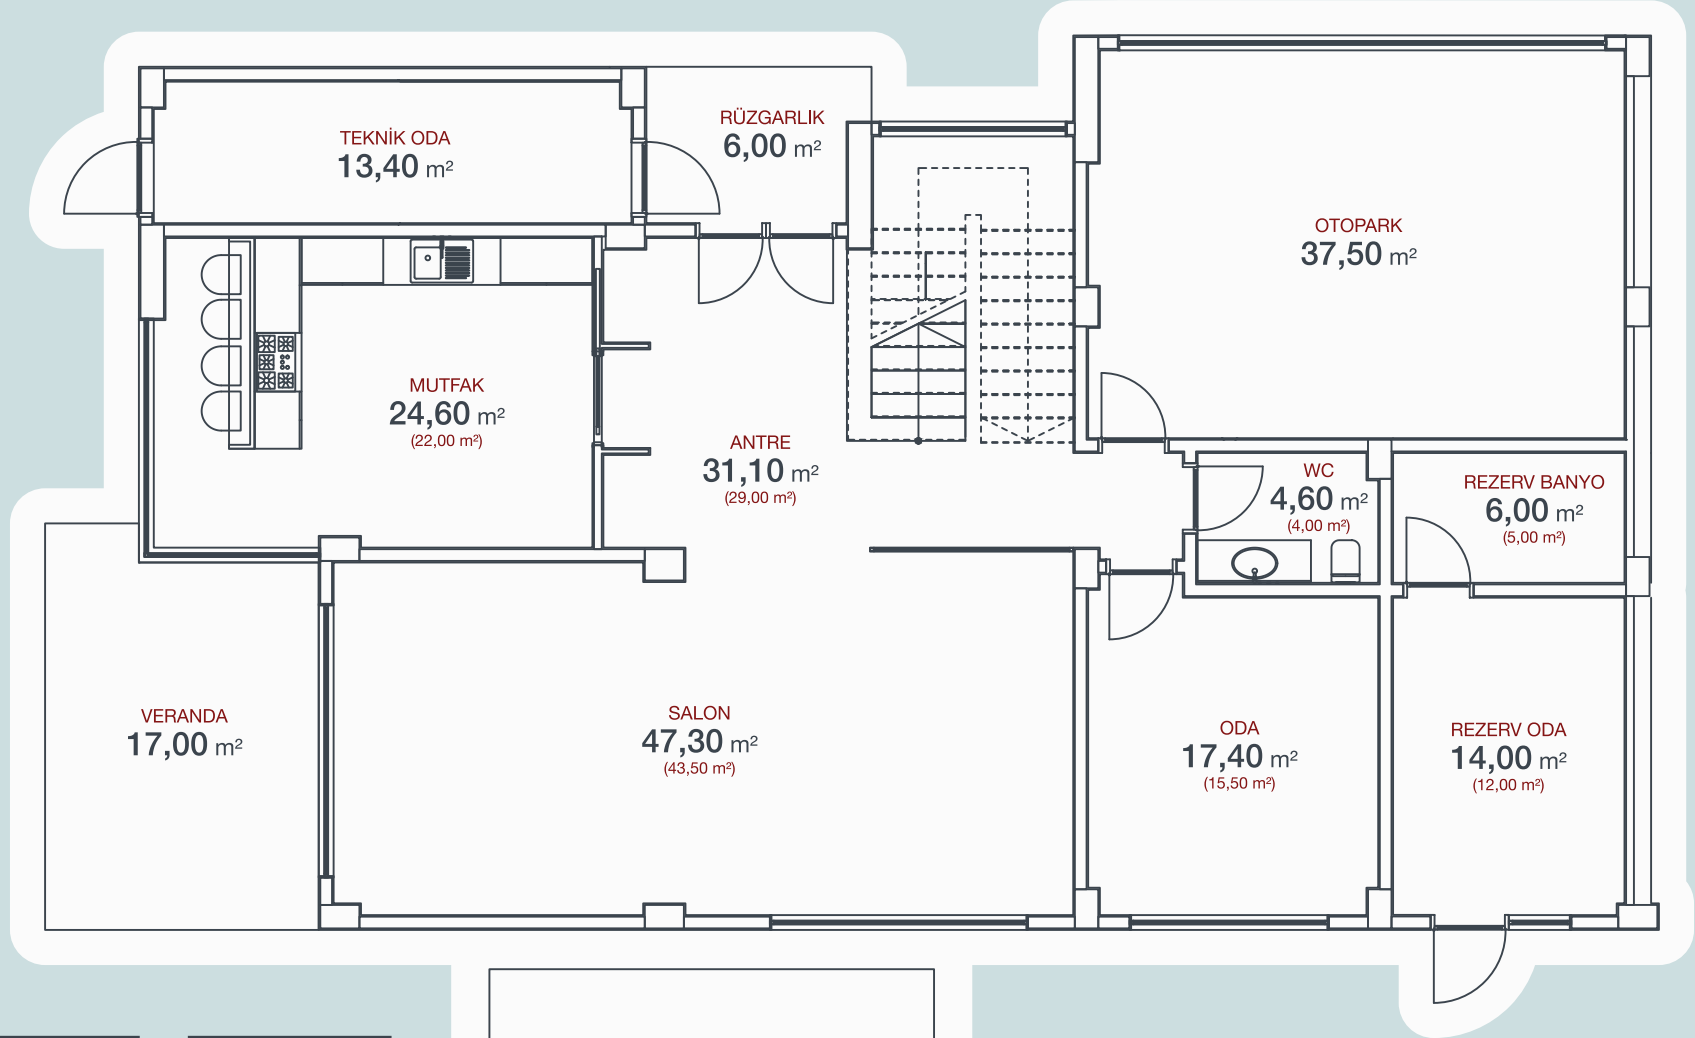 RÜZGARLIK
6,00 m²
TEKNİK ODA
13,40 m²
OTOPARK
37,50 m²
MUTFAK
24,60 m²
(22,00 m²)
ANTRE
31,10 m²
(29,00 m²)
WC
4,60 m²
(4,00 m²)
REZERV BANYO
6,00 m²
(5,00 m²)
VERANDA
17,00 m²
SALON
47,30 m²
(43,50 m²)
ODA
17,40 m²
(15,50 m²)
REZERV ODA
14,00 m²
(12,00 m²)